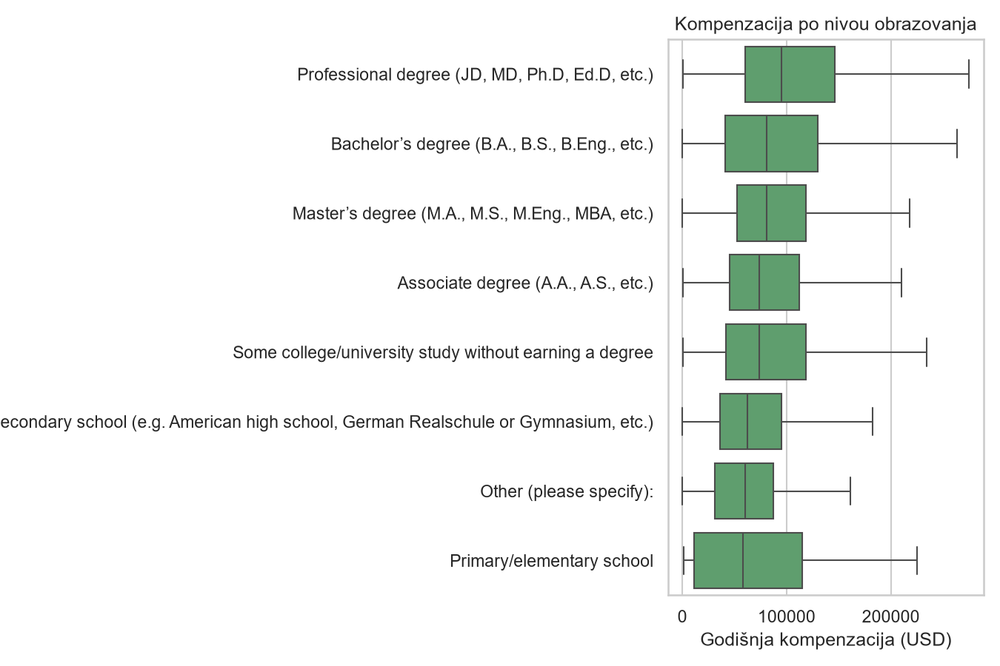 Kompenzacija po nivou obrazovanja
Professional degree (JD, MD, Ph.D, Ed.D, etc.)
Bachelor’s degree (B.A., B.S., B.Eng., etc.)
Master’s degree (M.A., M.S., M.Eng., MBA, etc.)
Associate degree (A.A., A.S., etc.)
Some college/university study without earning a degree
econdary school (e.g. American high school, German Realschule or Gymnasium, etc.)
Other (please specify):
Primary/elementary school
0 100000 200000
Godišnja kompenzacija (USD)